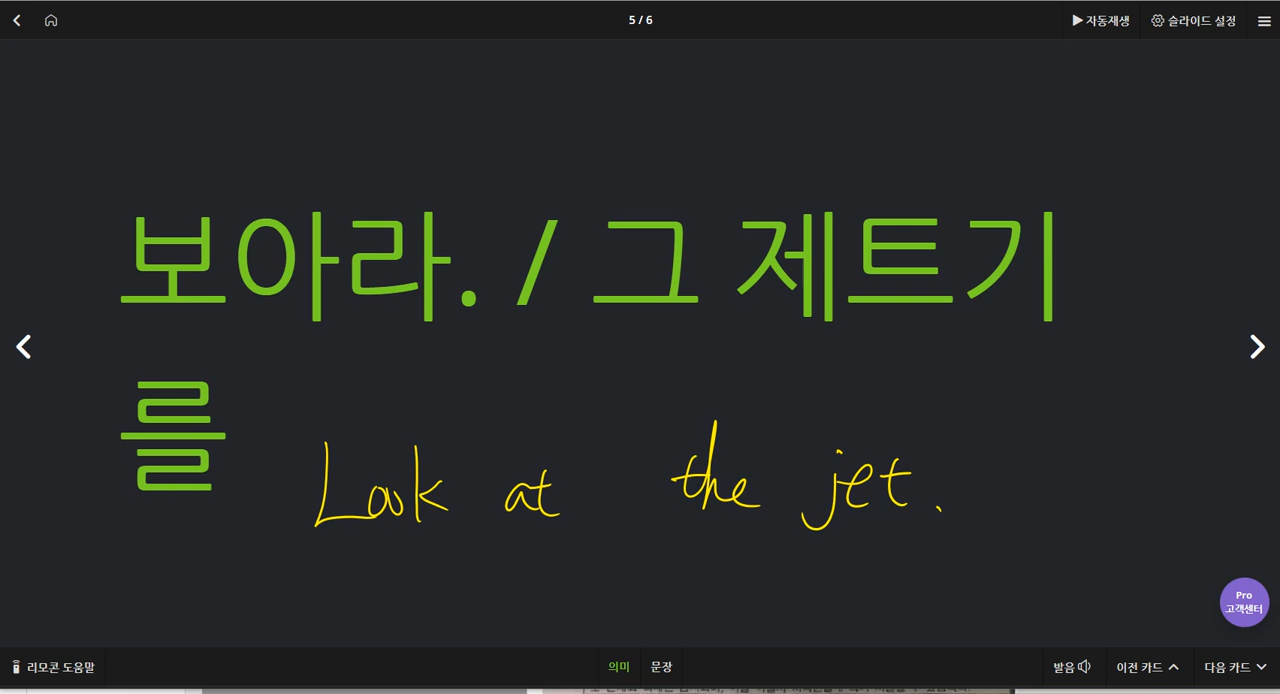 5 / 6
자동재생
슬라이드 설정
보아라. / 그 제트기
를
Look at the jet.
Pro
고객센터
리모콘 도움말
의미
문장
발음
이전 카드
다음 카드